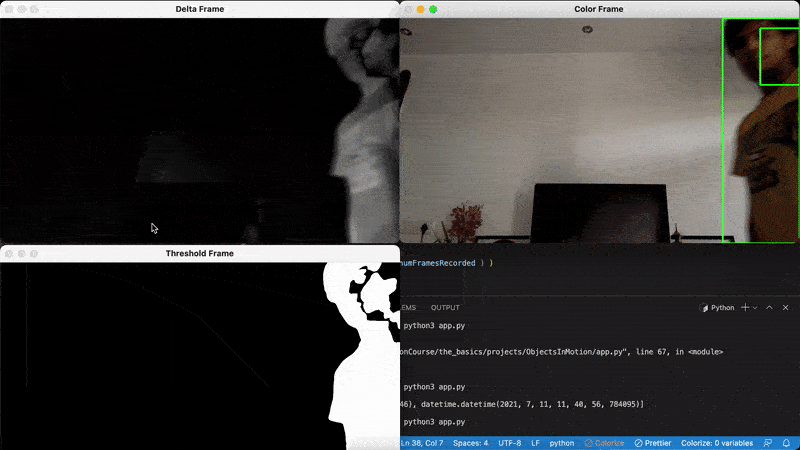 Delta Frame
Color Frame
Threshold Frame
numFramesRecorded ) )
EMS OUTPUT Python
python3 app.py
onCourse/the_basics/projects/ObjectsInMotion/app.py", line 67, in <module>
python3 app.py
46), datetime.datetime(2021, 7, 11, 11, 40, 56, 784095)]
python3 app.py
Ln 38, Col 7 Spaces: 4 UTF-8 LF python Colorize Prettier Colorize: 0 variables